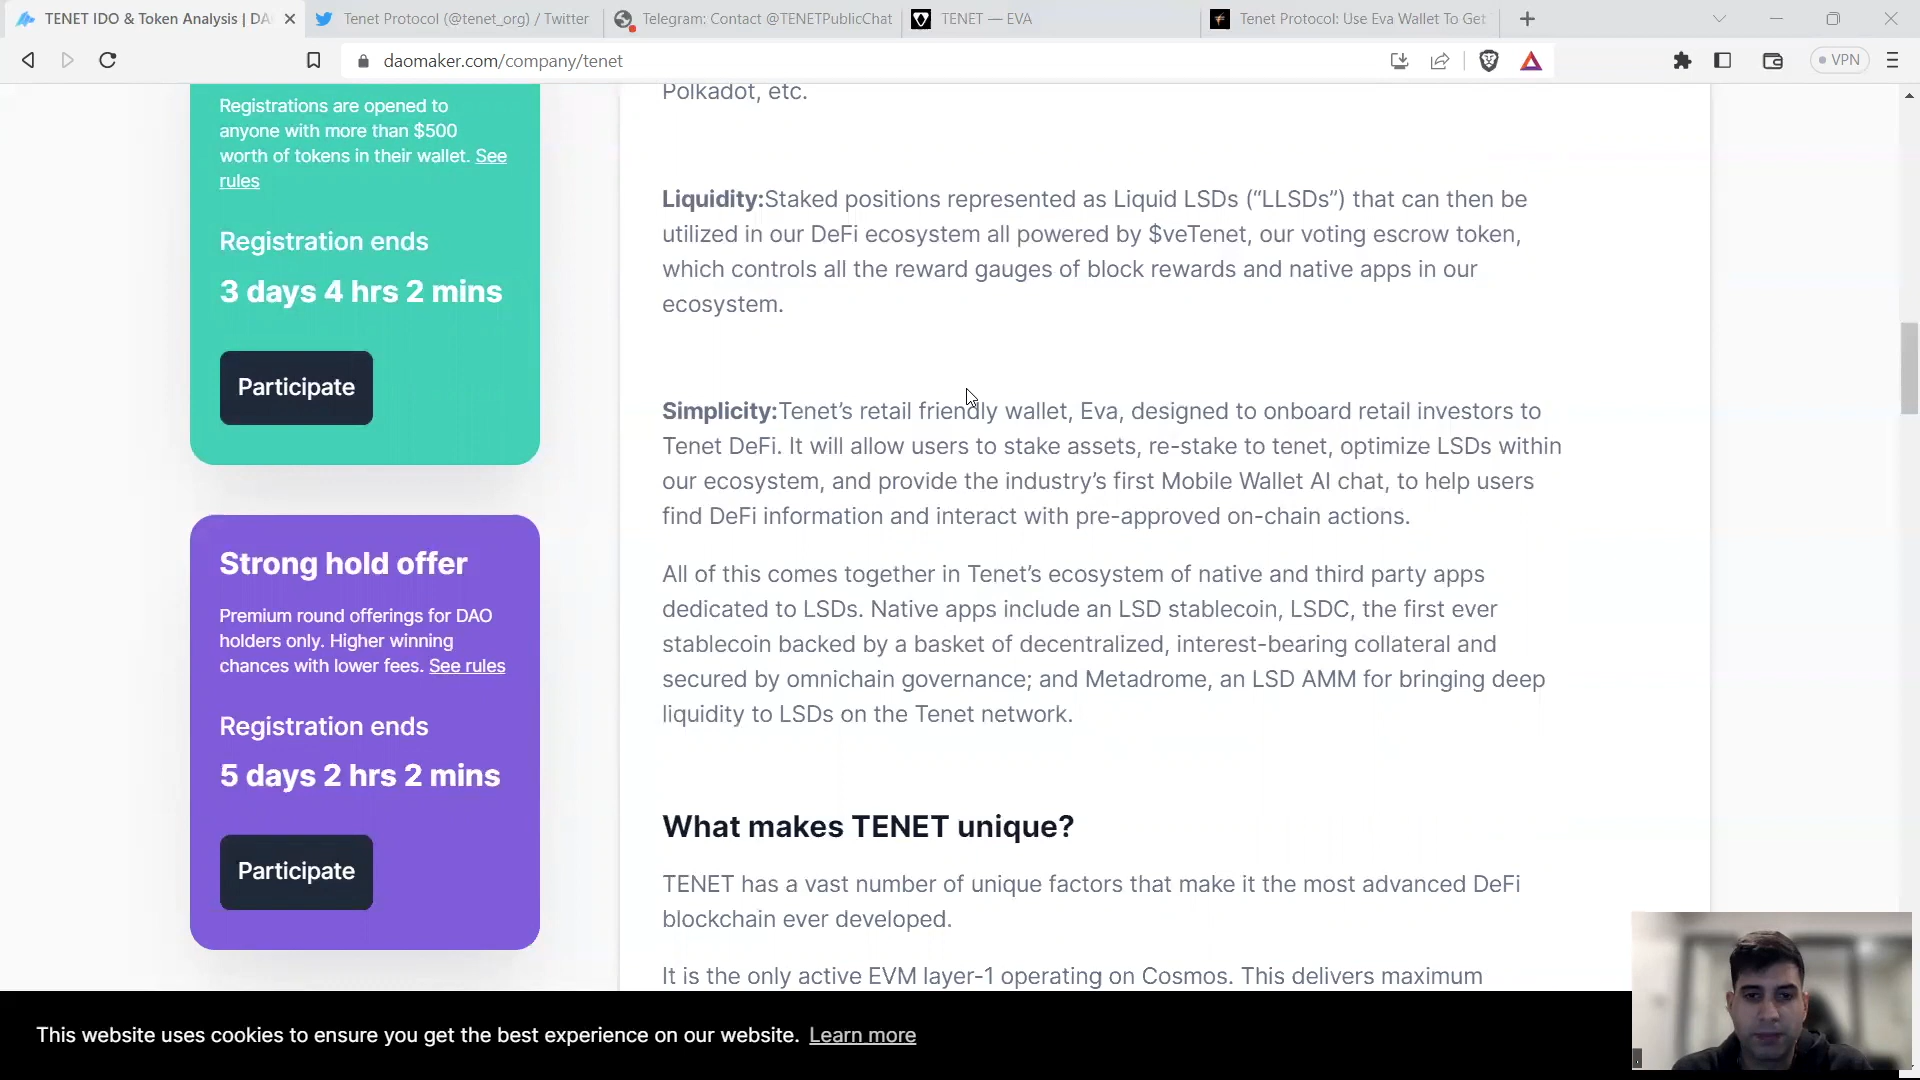 TENET IDO & Token Analysis | DA
Tenet Protocol (@tenet_org) / Twitter
Telegram: Contact @TENETPublicChat
TENET — EVA
Tenet Protocol: Use Eva Wallet To Get
daomaker.com/company/tenet
VPN
Registrations are opened to
anyone with more than $500
worth of tokens in their wallet. See
rules
Registration ends
3 days 4 hrs 2 mins
Participate
Strong hold offer
Premium round offerings for DAO
holders only. Higher winning
chances with lower fees. See rules
Registration ends
5 days 2 hrs 2 mins
Participate
Polkadot, etc.
Liquidity:Staked positions represented as Liquid LSDs (“LLSDs”) that can then be
utilized in our DeFi ecosystem all powered by $veTenet, our voting escrow token,
which controls all the reward gauges of block rewards and native apps in our
ecosystem.
Simplicity:Tenet’s retail friendly wallet, Eva, designed to onboard retail investors to
Tenet DeFi. It will allow users to stake assets, re-stake to tenet, optimize LSDs within
our ecosystem, and provide the industry’s first Mobile Wallet AI chat, to help users
find DeFi information and interact with pre-approved on-chain actions.
All of this comes together in Tenet’s ecosystem of native and third party apps
dedicated to LSDs. Native apps include an LSD stablecoin, LSDC, the first ever
stablecoin backed by a basket of decentralized, interest-bearing collateral and
secured by omnichain governance; and Metadrome, an LSD AMM for bringing deep
liquidity to LSDs on the Tenet network.
What makes TENET unique?
TENET has a vast number of unique factors that make it the most advanced DeFi
blockchain ever developed.
It is the only active EVM layer-1 operating on Cosmos. This delivers maximum
This website uses cookies to ensure you get the best experience on our website. Learn more